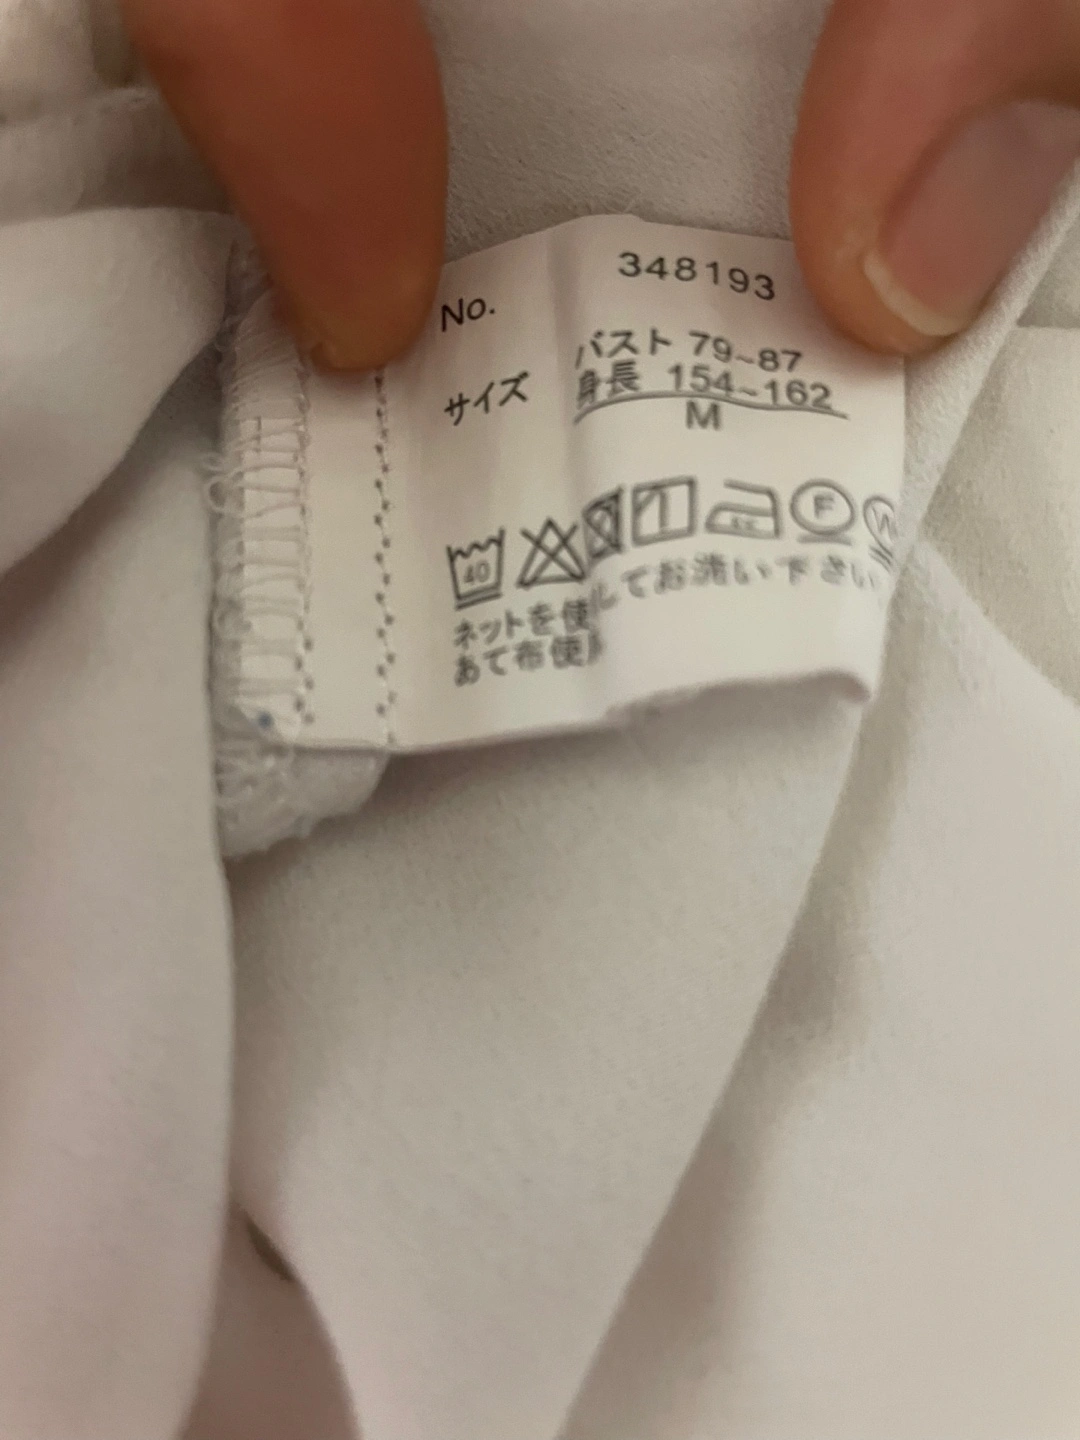 No. 348193
サイズ バスト 79~87
身長 154~162
M
40 F W
ネットを使してお洗い下さい
あて布使